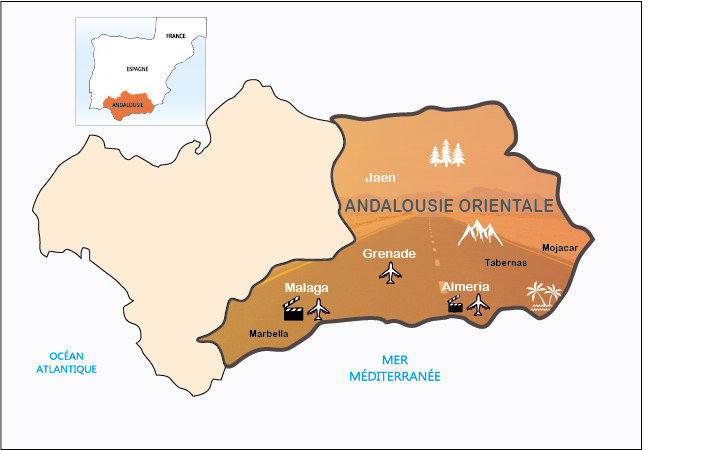 FRANCE
ESPAGNE
ANDALOUSIE
Jaen
ANDALOUSIE ORIENTALE
Mojacar
Grenade
Tabernas
Malaga
Almeria
Marbella
OCÉAN
ATLANTIQUE
MER
MÉDITERRANÉE